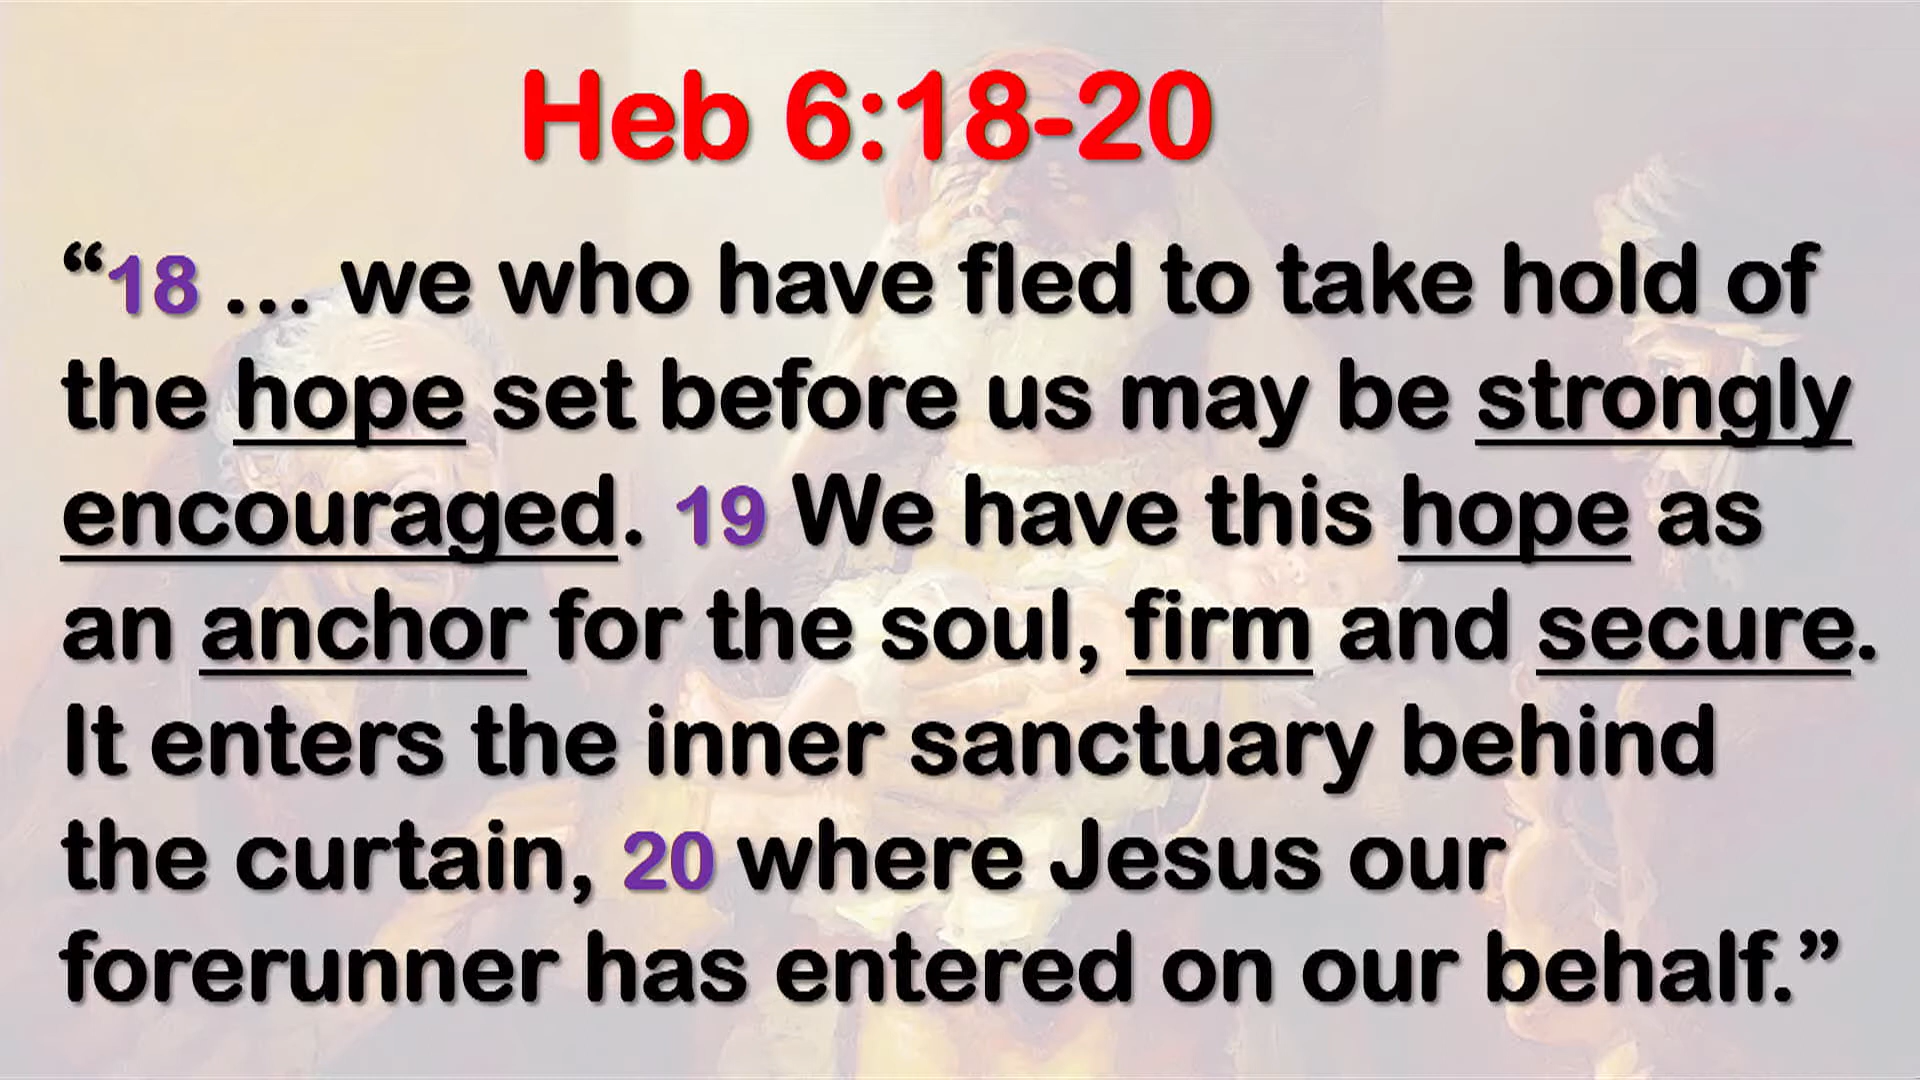 Heb 6:18-20
“18 … we who have fled to take hold of
the hope set before us may be strongly
encouraged. 19 We have this hope as
an anchor for the soul, firm and secure.
It enters the inner sanctuary behind
the curtain, 20 where Jesus our
forerunner has entered on our behalf.”